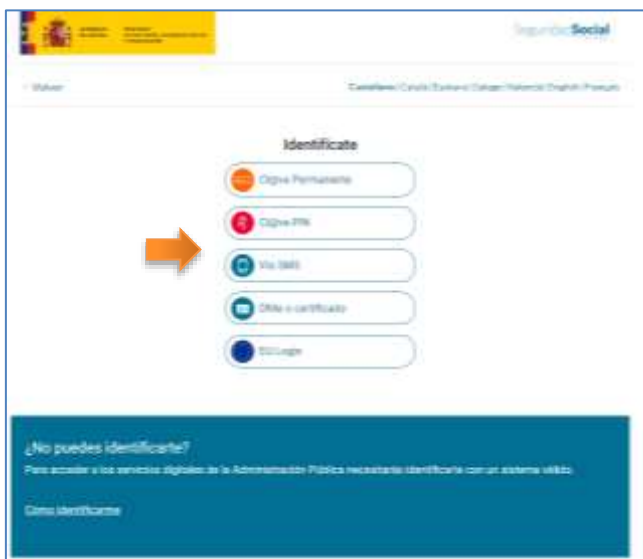 SeguridadSocial
Volver
Castellano | Català | Euskara | Galego | Valencià | English | Français
Identifícate
Cl@ve Permanente
Cl@ve PIN
Vía SMS
DNIe o certificado
EU Login
¿No puedes identificarte?
Para acceder a los servicios digitales de la Administración Pública necesitarás identificarte con un sistema válido.
Cómo identificarme